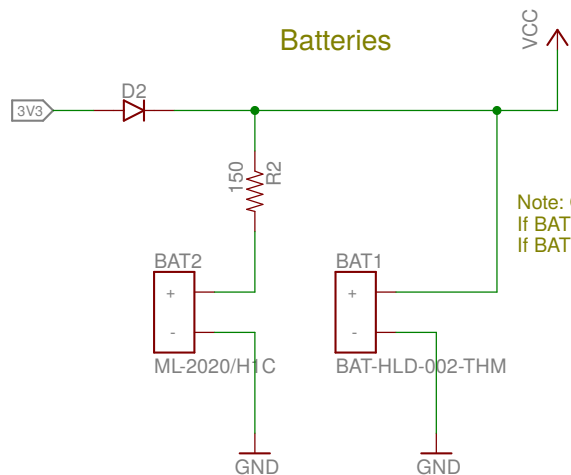 Batteries
VCC
D2
3V3
150
R2
Note:
If BAT
If BAT
BAT2
+
-
ML-2020/H1C
BAT1
+
-
BAT-HLD-002-THM
GND
GND